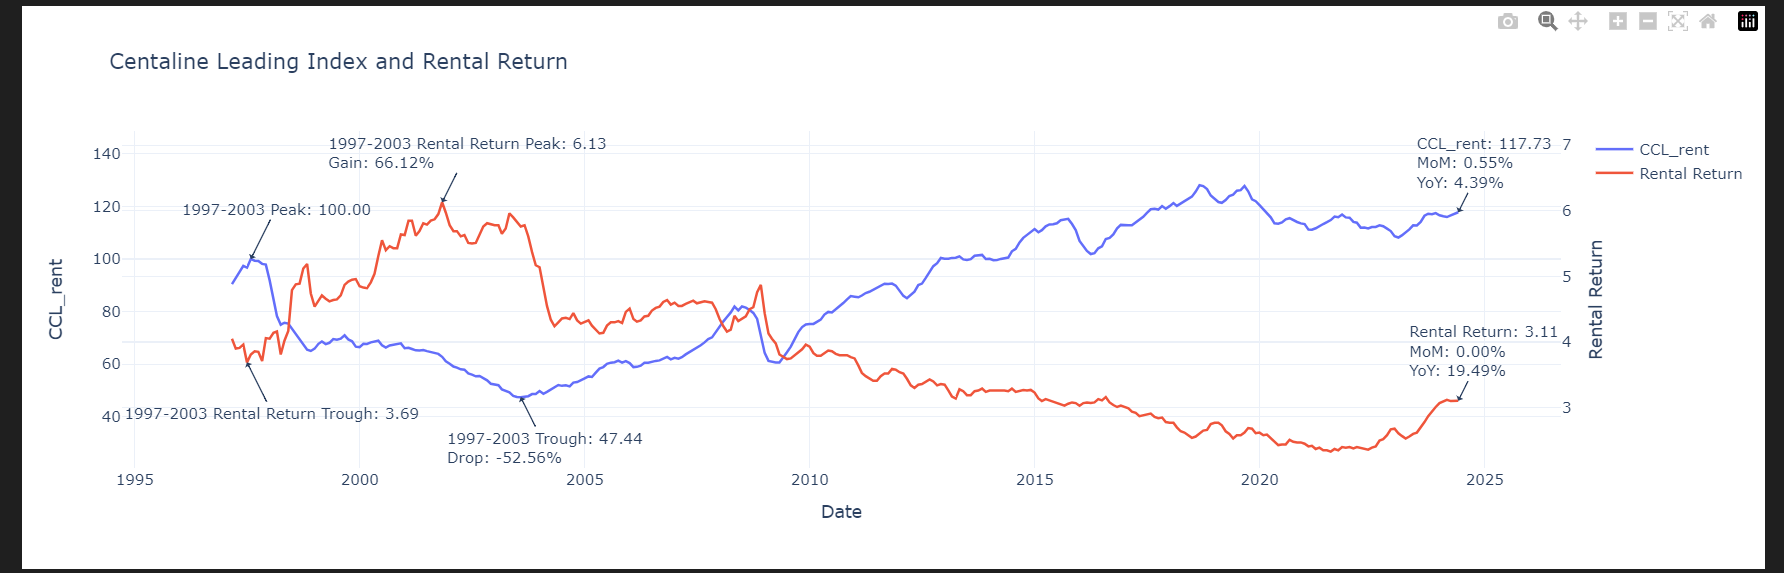 Centaline Leading Index and Rental Return
1997-2003 Rental Return Peak: 6.13
Gain: 66.12%
1997-2003 Peak: 100.00
CCL_rent: 117.73
MoM: 0.55%
YoY: 4.39%
CCL_rent
Rental Return
Rental Return: 3.11
MoM: 0.00%
YoY: 19.49%
1997-2003 Rental Return Trough: 3.69
1997-2003 Trough: 47.44
Drop: -52.56%
140
120
100
80
60
40
CCL_rent
7
6
5
4
3
Rental Return
1995
2000
2005
2010
2015
2020
2025
Date